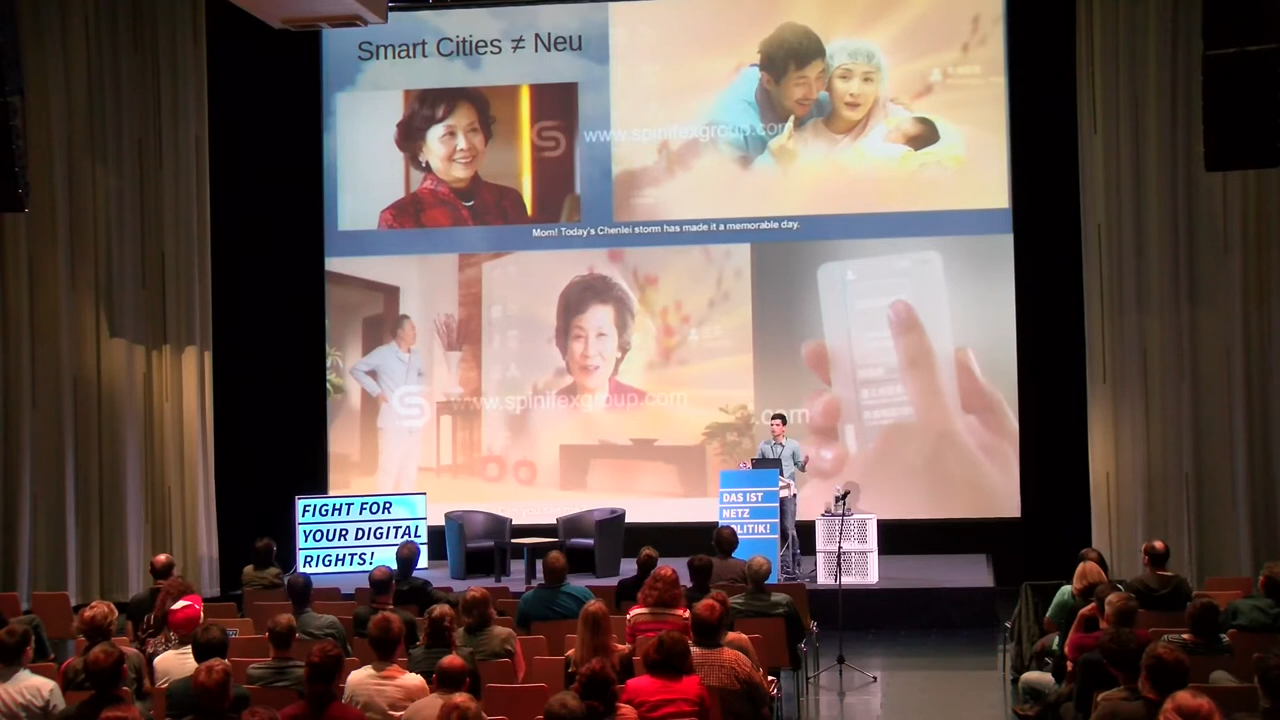 Smart Cities ≠ Neu
www.spinifexgroup.com
Mom! Today's Chenlei storm has made it a memorable day.
www.spinifexgroup.com
.com
FIGHT FOR
YOUR DIGITAL
RIGHTS!
DAS IST
NETZ
POLITIK!